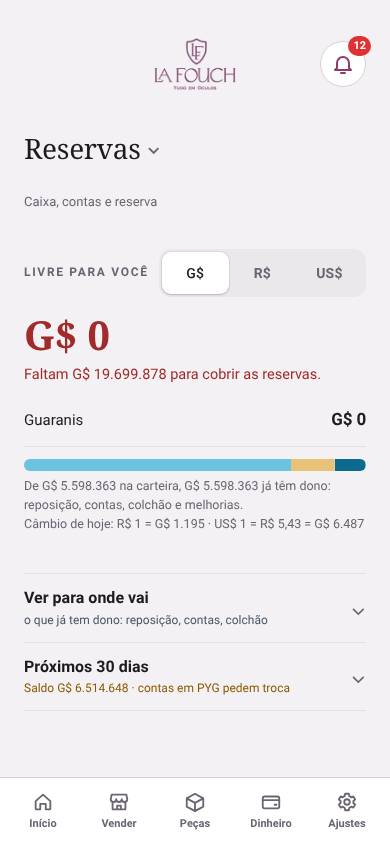 12
LF
LA FOUCH
TUDO EM ÓCULOS
Reservas
Caixa, contas e reserva
LIVRE PARA VOCÊ
G$
R$
US$
G$ 0
Faltam G$ 19.699.878 para cobrir as reservas.
Guaranis
G$ 0
De G$ 5.598.363 na carteira, G$ 5.598.363 já têm dono:
reposição, contas, colchão e melhorias.
Câmbio de hoje: R$ 1 = G$ 1.195 · US$ 1 = R$ 5,43 = G$ 6.487
Ver para onde vai
o que já tem dono: reposição, contas, colchão
Próximos 30 dias
Saldo G$ 6.514.648 · contas em PYG pedem troca
Início
Vender
Peças
Dinheiro
Ajustes